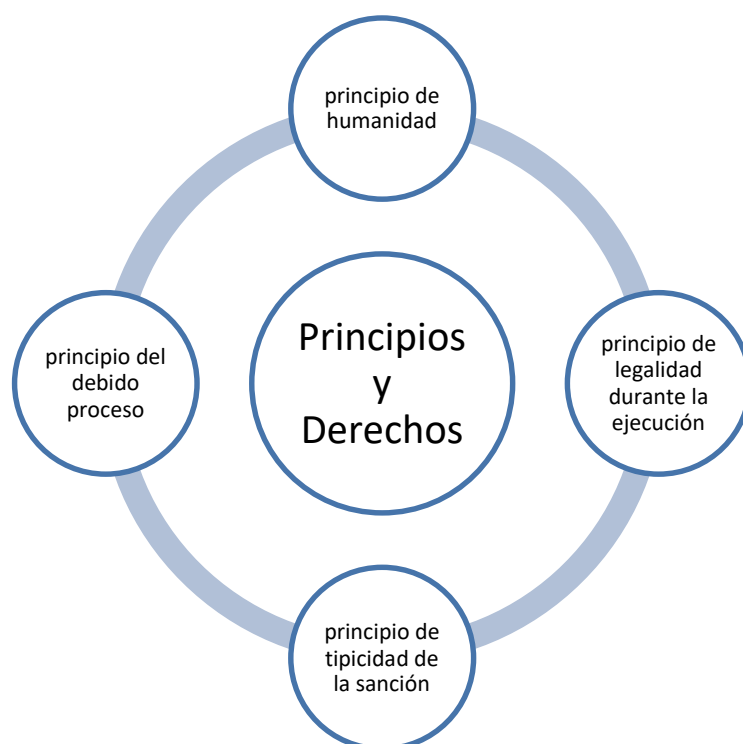 principio de
humanidad
Principios
y
Derechos
principio del
debido
proceso
principio de
legalidad
durante la
ejecución
principio de
tipicidad de
la sanción